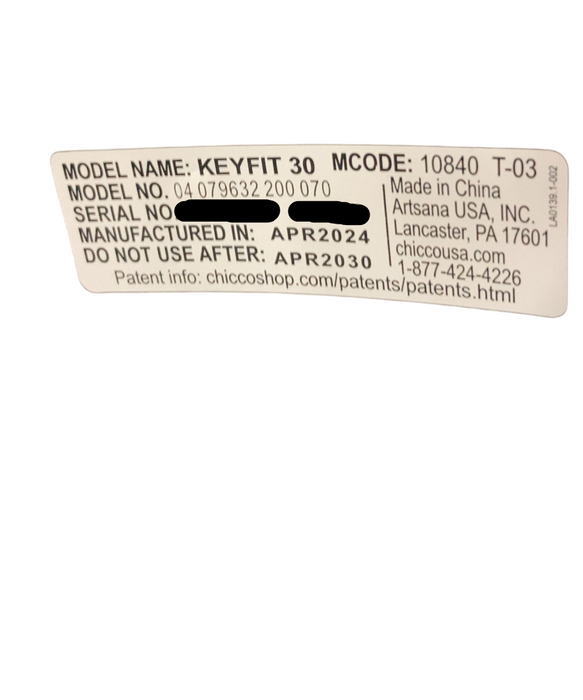 MODEL NAME: KEYFIT 30 MCODE: 10840 T-03
MODEL NO. 04 079632 200 070
SERIAL NO
MANUFACTURED IN: APR2024
DO NOT USE AFTER: APR2030
Made in China
Artsana USA, INC.
Lancaster, PA 17601
chiccousa.com
1-877-424-4226
Patent info: chiccoshop.com/patents/patents.html
LA0139.1-002